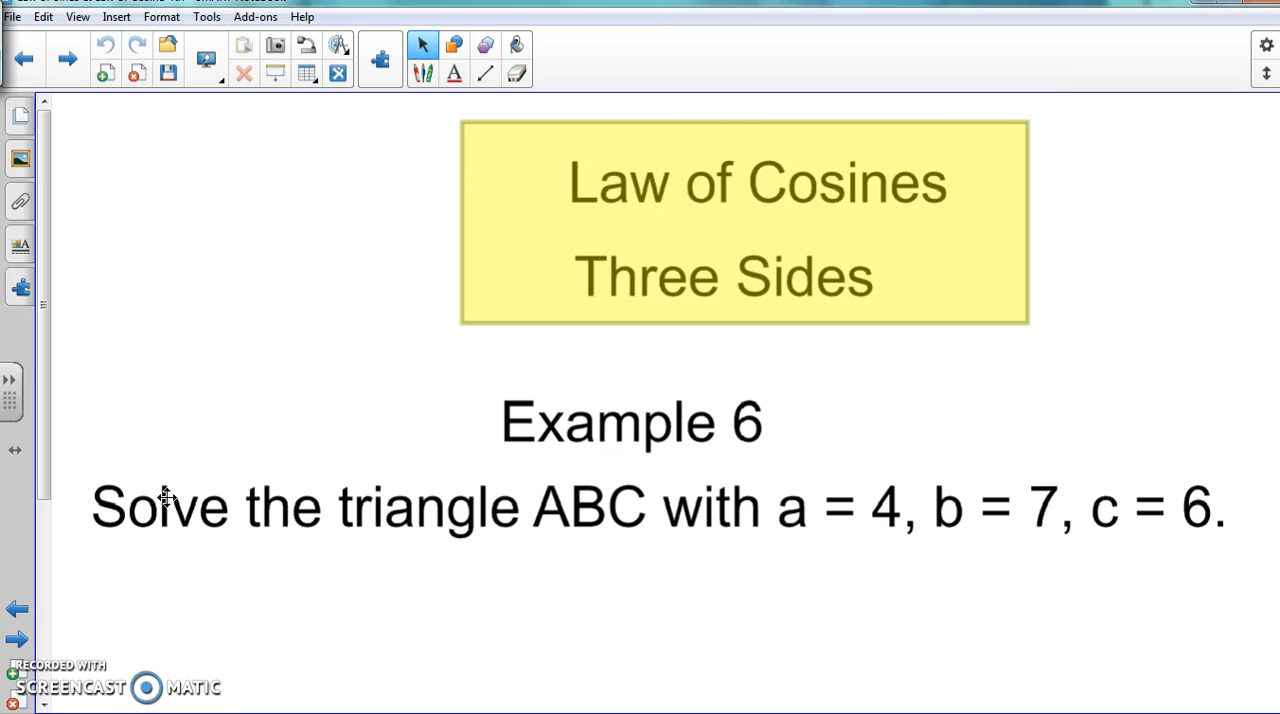 File Edit View Insert Format Tools Add-ons Help
Law of Cosines
Three Sides
Example 6
Solve the triangle ABC with a = 4, b = 7, c = 6.
RECORDED WITH
SCREENCAST MATIC